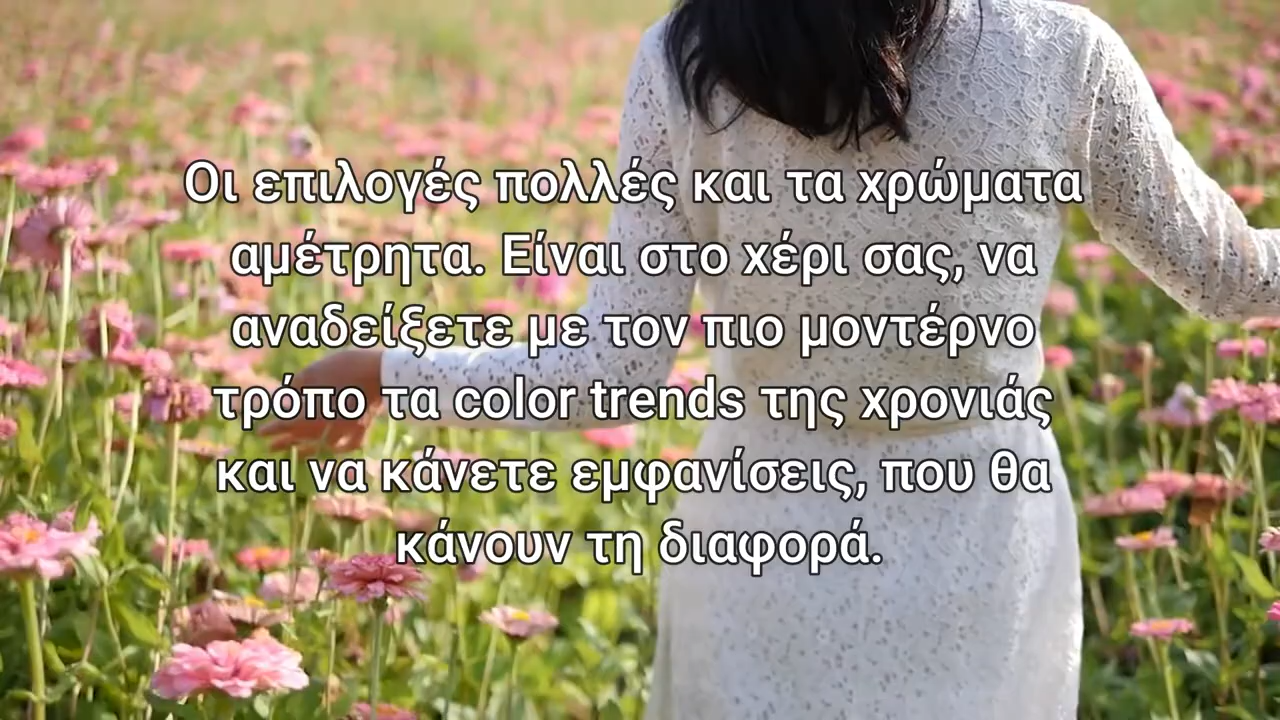 Οι επιλογές πολλές και τα χρώματα
αμέτρητα. Είναι στο χέρι σας, να
αναδείξετε με τον πιο μοντέρνο
τρόπο τα color trends της χρονιάς
και να κάνετε εμφανίσεις, που θα
κάνουν τη διαφορά.